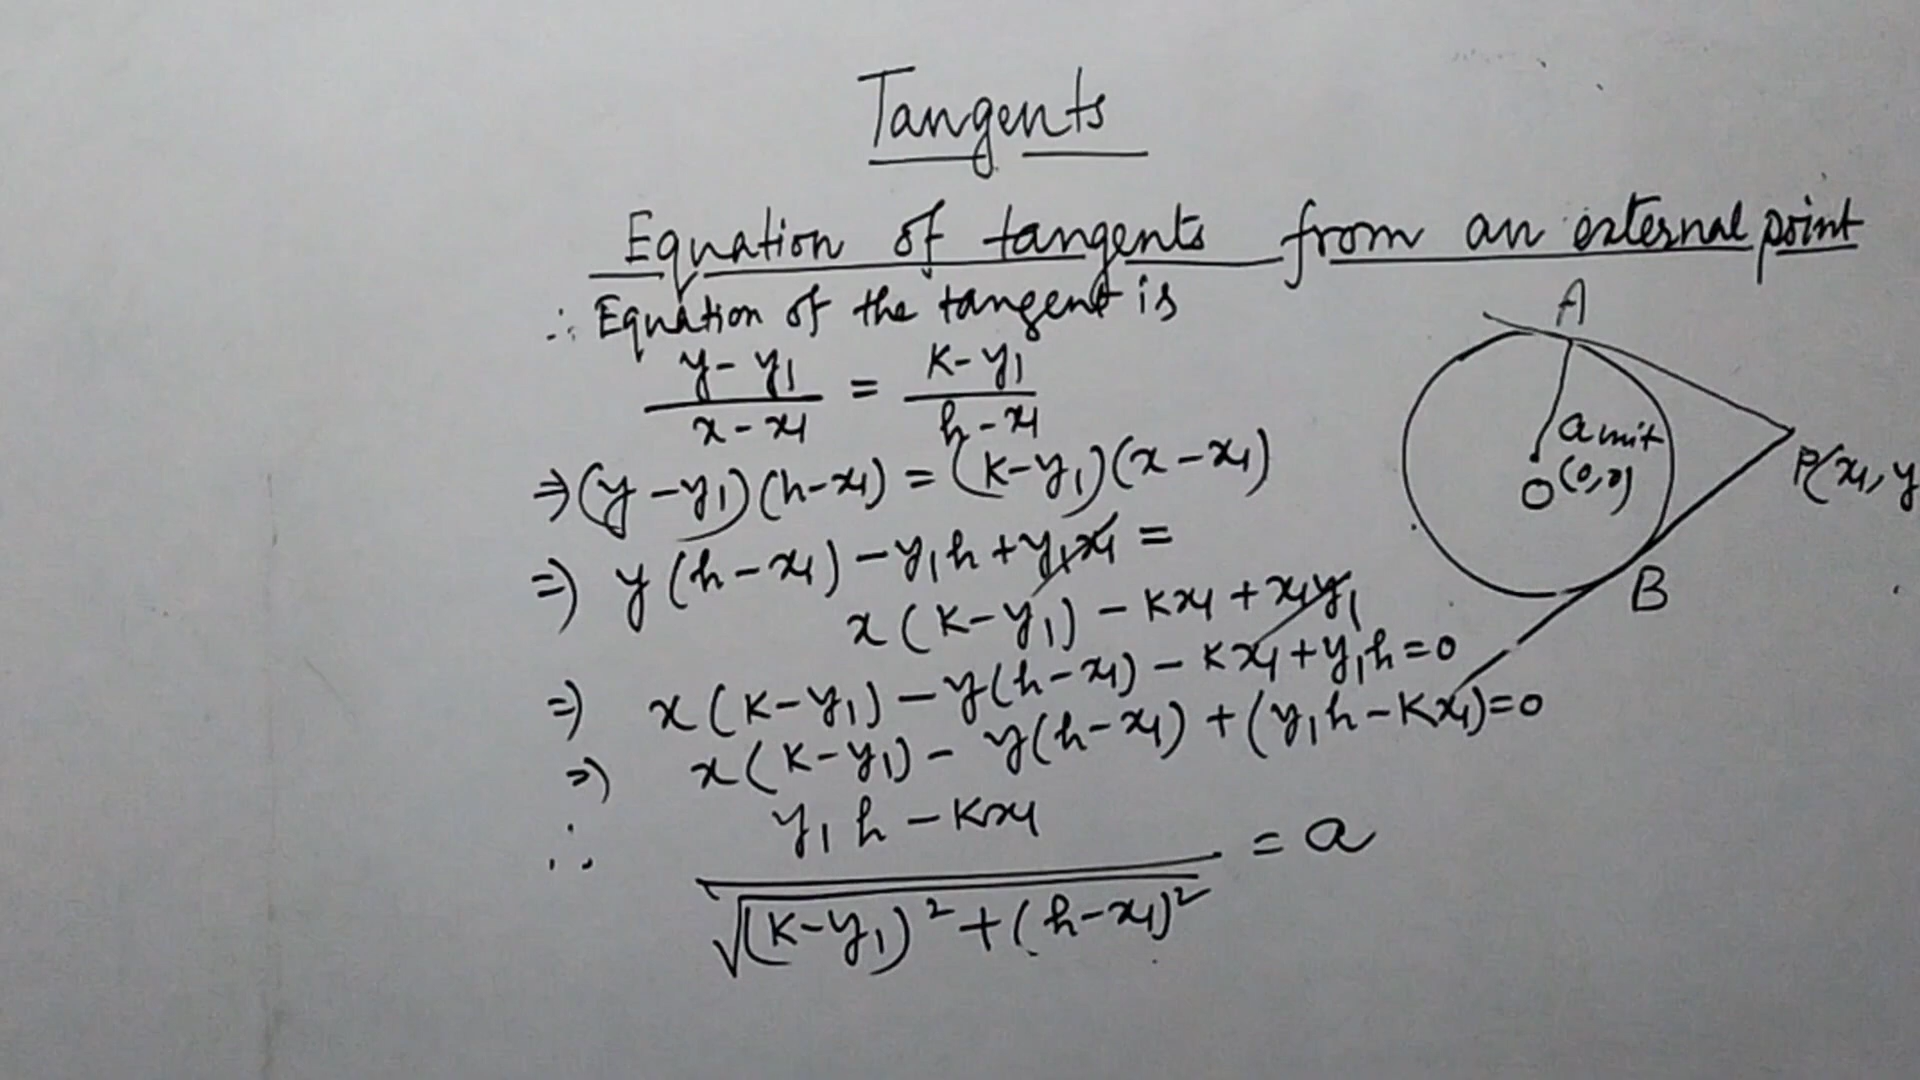 Tangents
Equation of tangents from an external point
∴ Equation of the tangent is
y - y₁ / x - x₁ = k - y₁ / h - x₁
⇒ (y - y₁)(h - x₁) = (k - y₁)(x - x₁)
⇒ y(h - x₁) - y₁h + y₁x₁ =
x(k - y₁) - kx₁ + x₁y₁
⇒ x(k - y₁) - y(h - x₁) - kx₁ + y₁h = 0
⇒ x(k - y₁) - y(h - x₁) + (y₁h - kx₁) = 0
∴ y₁h - kx₁ / √(k - y₁)² + (h - x₁)² = a
A
a unit
O (0,0)
P(x₁, y
B